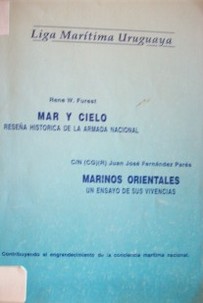 Liga Marítima Uruguaya
Rene W. Furest
MAR Y CIELO
RESEÑA HISTORICA DE LA ARMADA NACIONAL
C/N (CG)(R) Juan José Fernández Parés
MARINOS ORIENTALES
UN ENSAYO DE SUS VIVENCIAS
Contribuyendo al engrandecimiento de la conciencia marítima nacional.